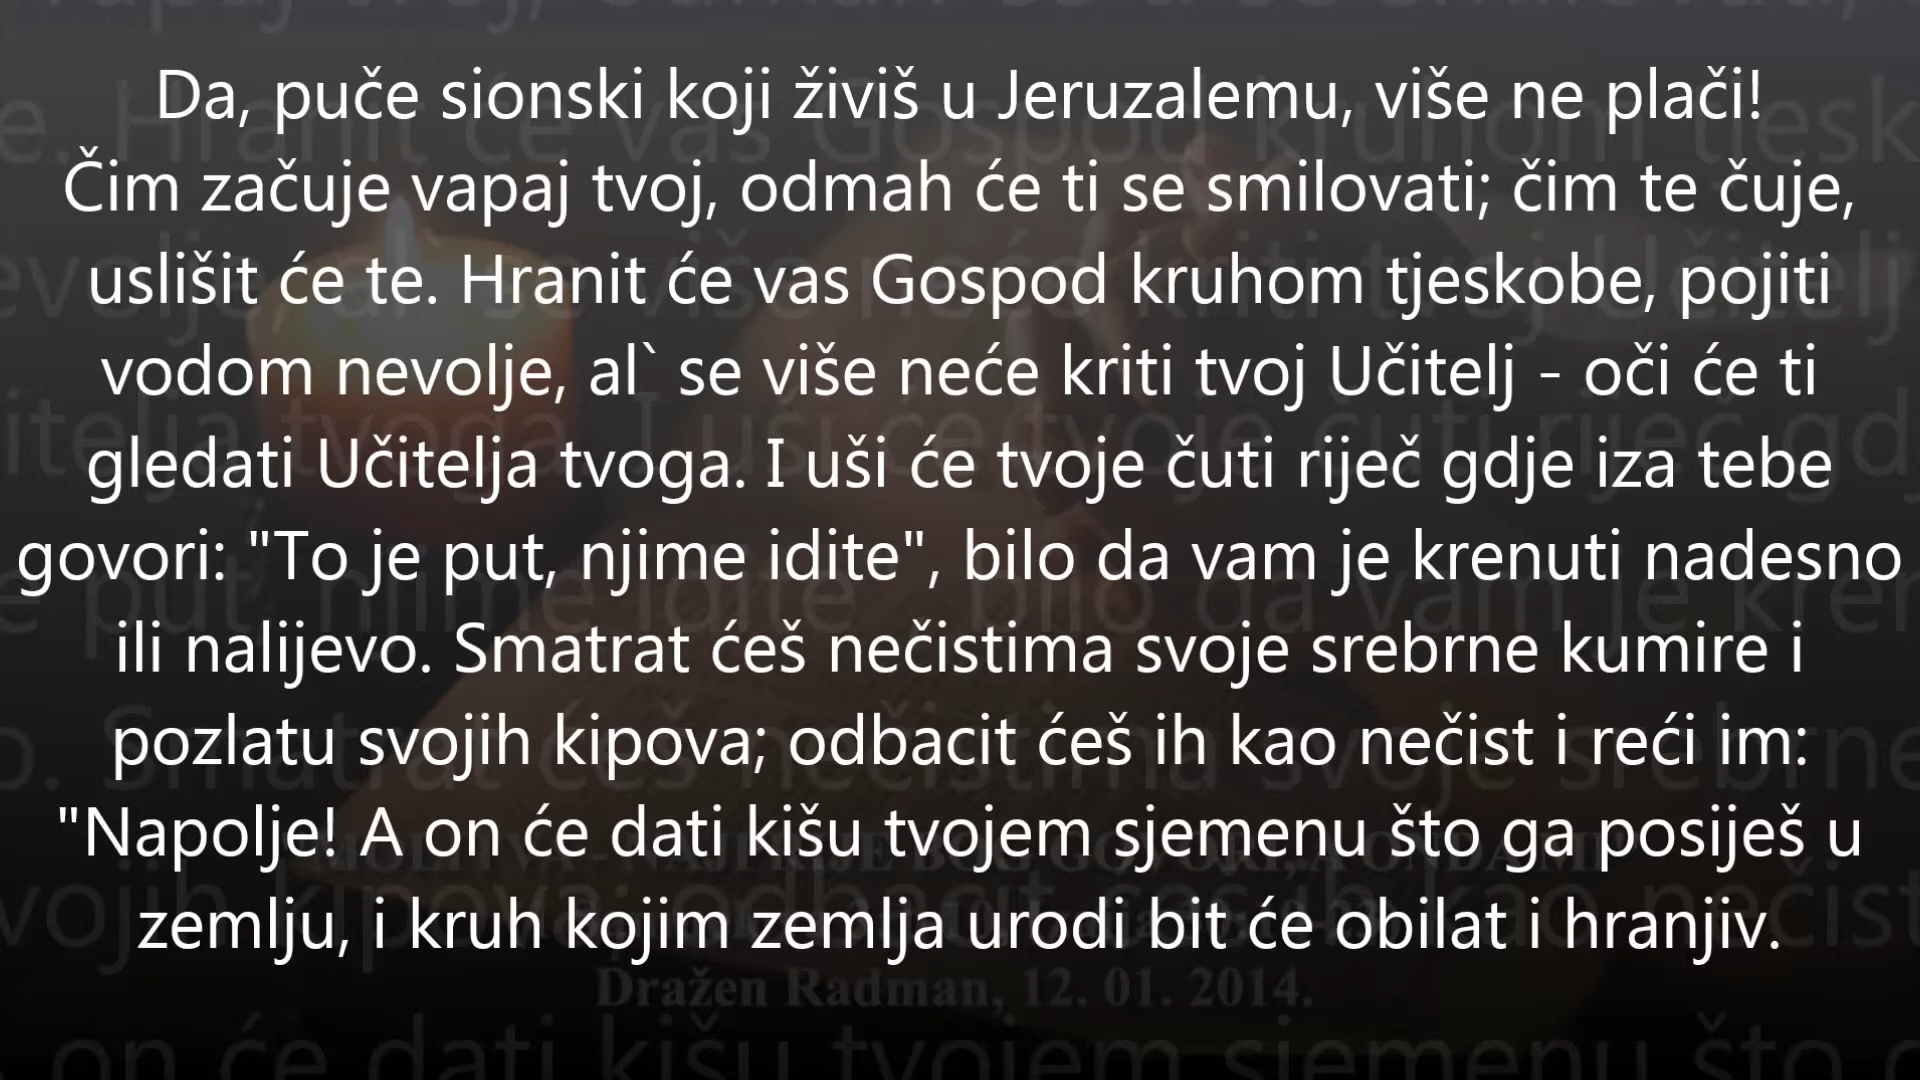 Da, puče sionski koji živiš u Jeruzalemu, više ne plači!
Čim začuje vapaj tvoj, odmah će ti se smilovati; čim te čuje,
uslišit će te. Hranit će vas Gospod kruhom tjeskobe, pojiti
vodom nevolje, al` se više neće kriti tvoj Učitelj - oči će ti
gledati Učitelja tvoga. I uši će tvoje čuti riječ gdje iza tebe
govori: "To je put, njime idite", bilo da vam je krenuti nadesno
ili nalijevo. Smatrat ćeš nečistima svoje srebrne kumire i
pozlatu svojih kipova; odbacit ćeš ih kao nečist i reći im:
"Napolje! A on će dati kišu tvojem sjemenu što ga posiješ u
zemlju, i kruh kojim zemlja urodi bit će obilat i hranjiv.
Dražen Radman, 12. 01. 2014.